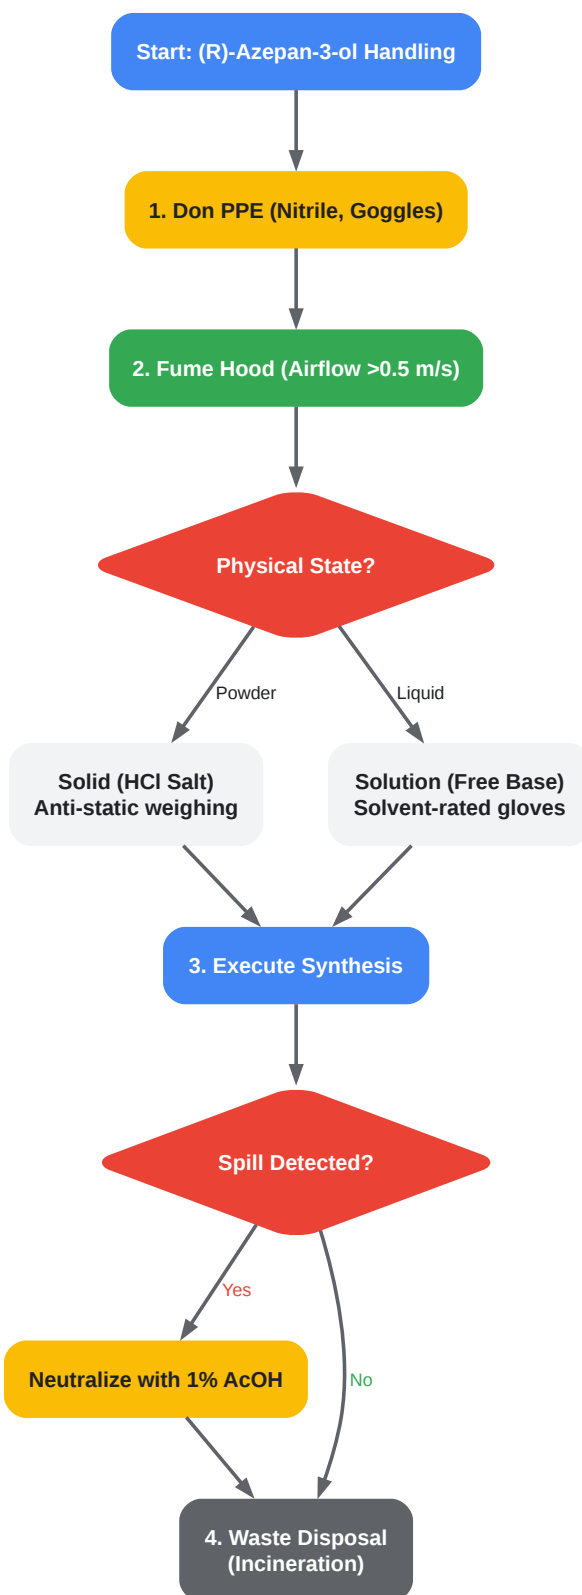 Start: (R)-Azepan-3-ol Handling
1. Don PPE (Nitrile, Goggles)
2. Fume Hood (Airflow >0.5 m/s)
Physical State?
Powder
Liquid
Solid (HCl Salt)
Anti-static weighing
Solution (Free Base)
Solvent-rated gloves
3. Execute Synthesis
Spill Detected?
Yes
Neutralize with 1% AcOH
No
4. Waste Disposal
(Incineration)